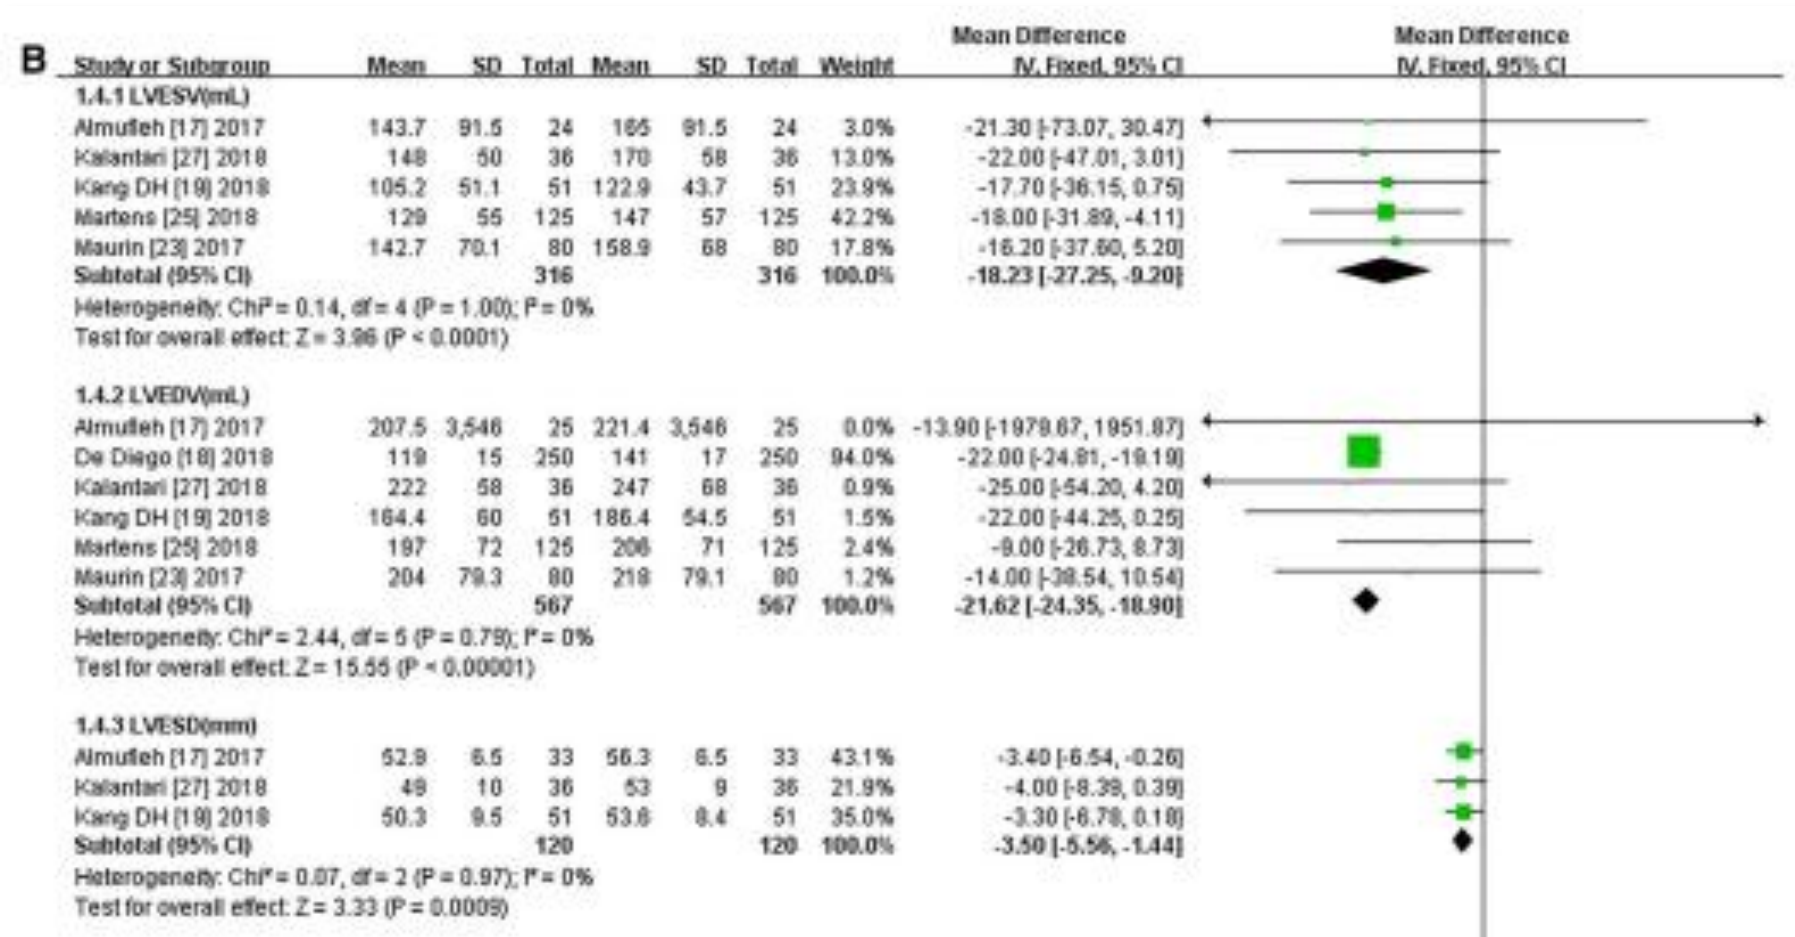 Mean Difference Mean Difference
B Study or Subgroup Mean SD Total Mean SD Total Weight IV, Fixed, 95% CI IV, Fixed, 95% CI
1.4.1 LVESV(mL)
Almufleh [17] 2017 143.7 91.5 24 165 91.5 24 3.0% -21.30 [-73.07, 30.47]
Kalantari [27] 2018 148 50 36 170 58 36 13.0% -22.00 [-47.01, 3.01]
Kang DH [19] 2018 105.2 51.1 51 122.9 43.7 51 23.9% -17.70 [-36.15, 0.75]
Martens [25] 2018 129 55 125 147 57 125 42.2% -18.00 [-31.89, -4.11]
Maurin [23] 2017 142.7 70.1 80 158.9 68 80 17.8% -16.20 [-37.60, 5.20]
Subtotal (95% CI) 316 316 100.0% -18.23 [-27.25, -9.20]
Heterogeneity: Chi² = 0.14, df = 4 (P = 1.00); I² = 0%
Test for overall effect: Z = 3.96 (P < 0.0001)
1.4.2 LVEDV(mL)
Almufleh [17] 2017 207.5 3,546 25 221.4 3,546 25 0.0% -13.90 [-1979.67, 1951.87]
De Diego [18] 2018 119 15 250 141 17 250 94.0% -22.00 [-24.81, -19.19]
Kalantari [27] 2018 222 58 36 247 68 36 0.9% -25.00 [-54.20, 4.20]
Kang DH [19] 2018 164.4 60 51 186.4 54.5 51 1.5% -22.00 [-44.25, 0.25]
Martens [25] 2018 197 72 125 206 71 125 2.4% -9.00 [-26.73, 8.73]
Maurin [23] 2017 204 79.3 80 218 79.1 80 1.2% -14.00 [-38.54, 10.54]
Subtotal (95% CI) 567 567 100.0% -21.62 [-24.35, -18.90]
Heterogeneity: Chi² = 2.44, df = 5 (P = 0.79); I² = 0%
Test for overall effect: Z = 15.55 (P < 0.00001)
1.4.3 LVESD(mm)
Almufleh [17] 2017 52.9 6.5 33 56.3 6.5 33 43.1% -3.40 [-6.54, -0.26]
Kalantari [27] 2018 49 10 36 53 9 36 21.9% -4.00 [-8.39, 0.39]
Kang DH [19] 2018 50.3 9.5 51 53.6 8.4 51 35.0% -3.30 [-6.78, 0.18]
Subtotal (95% CI) 120 120 100.0% -3.50 [-5.56, -1.44]
Heterogeneity: Chi² = 0.07, df = 2 (P = 0.97); I² = 0%
Test for overall effect: Z = 3.33 (P = 0.0009)